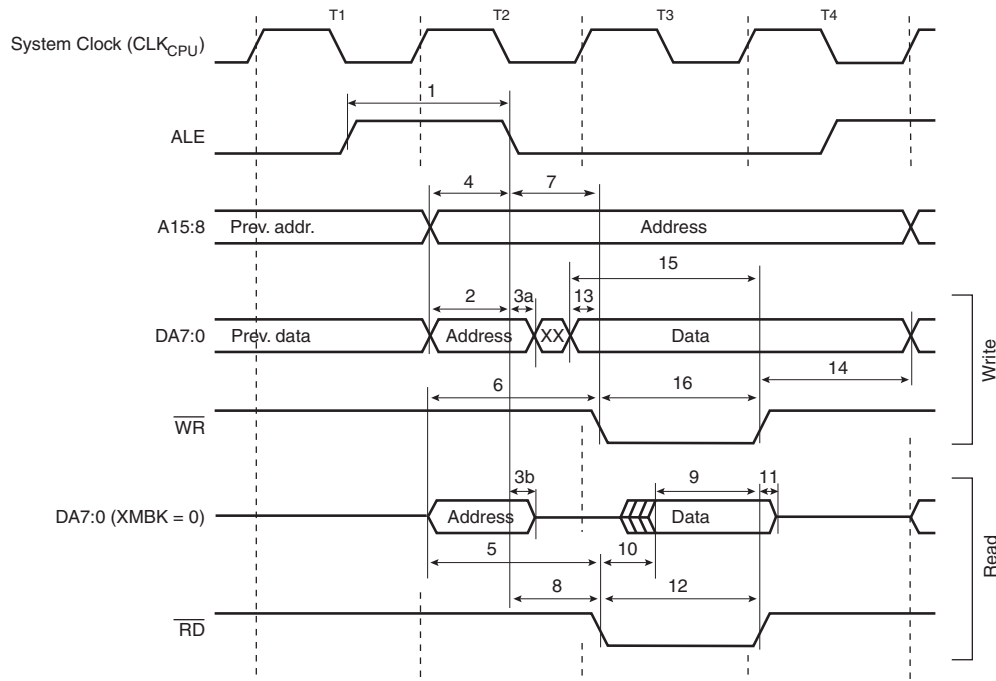 T1 T2 T3 T4
System Clock (CLKCPU)
1
ALE
4 7
A15:8 Prev. addr. Address
15
2 3a 13
DA7:0 Prev. data Address XX Data
14
6 16
WR
Write
3b 9 11
DA7:0 (XMBK = 0) Address Data
5 10
8 12
RD
Read